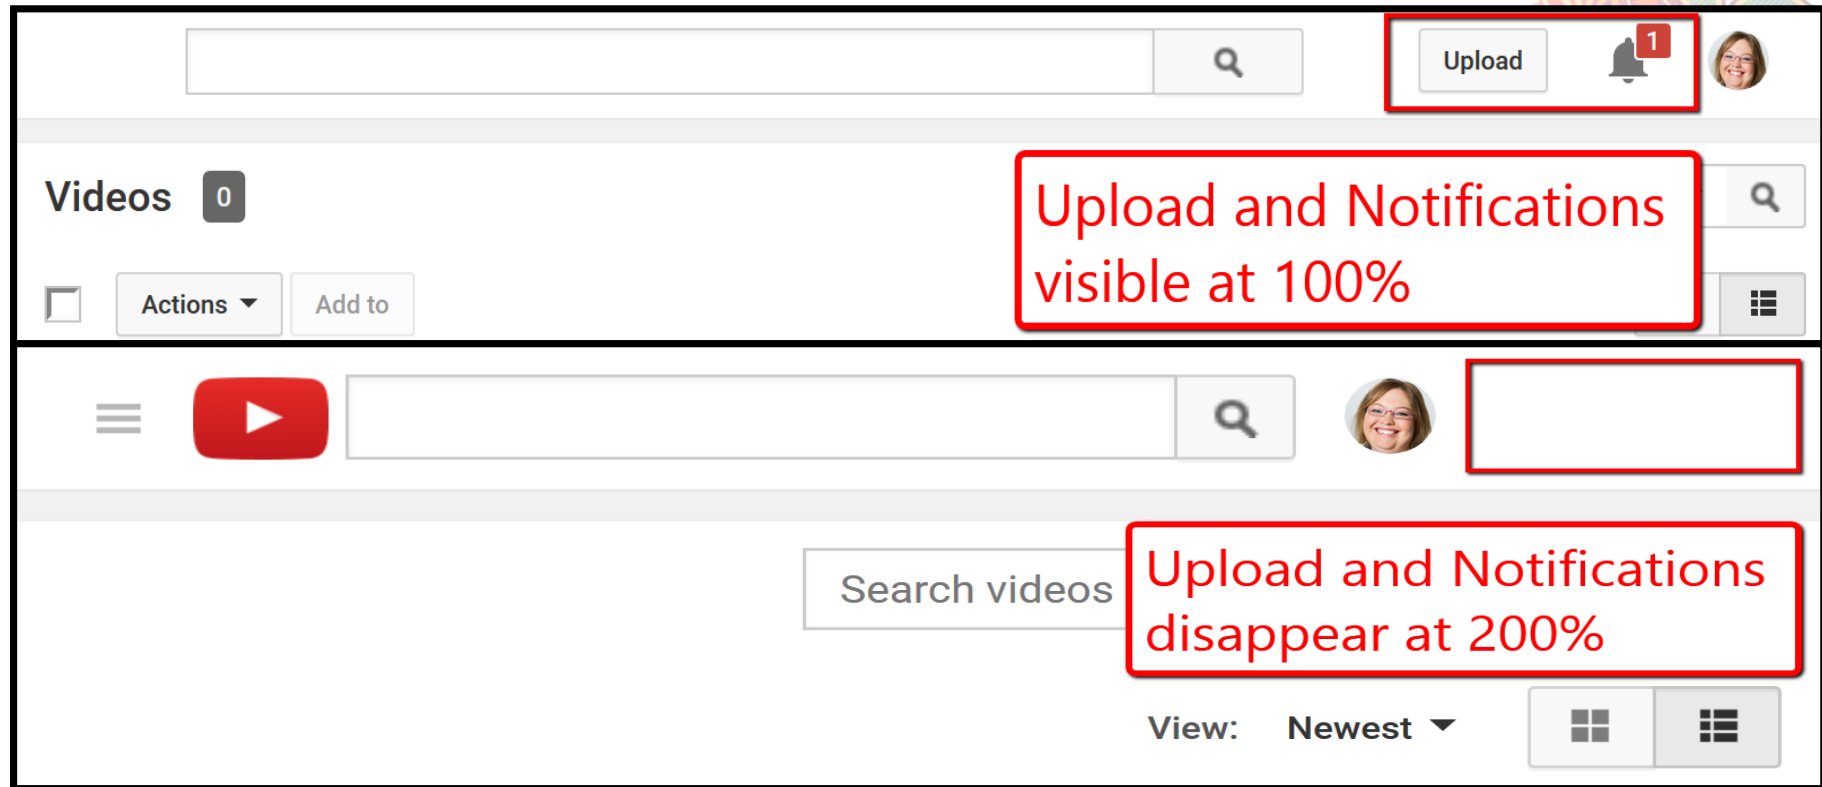 Upload
1
Videos 0
Upload and Notifications
visible at 100%
Actions
Add to
Search videos
Upload and Notifications
disappear at 200%
View: Newest